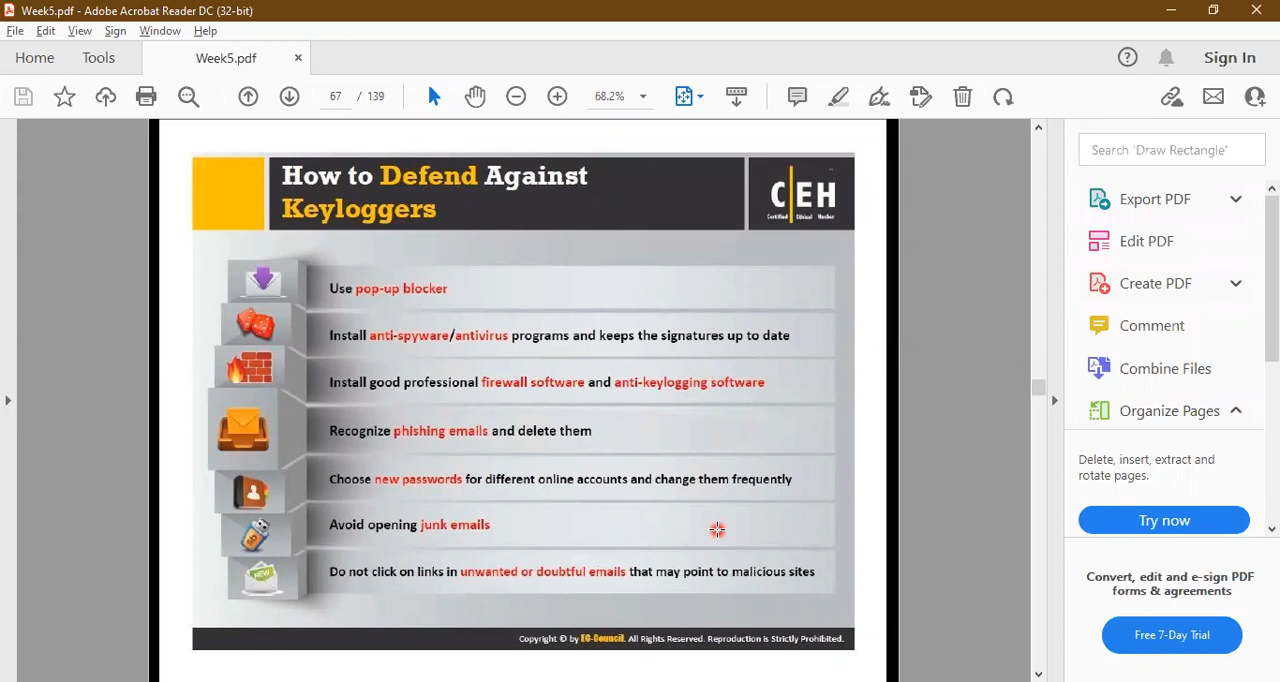 Week5.pdf - Adobe Acrobat Reader DC (32-bit)
File Edit View Sign Window Help
Home Tools Week5.pdf × Sign In
67 / 139 68.2%
How to Defend Against
Keyloggers
C|EH
Certified Ethical Hacker
Use pop-up blocker
Install anti-spyware/antivirus programs and keeps the signatures up to date
Install good professional firewall software and anti-keylogging software
Recognize phishing emails and delete them
Choose new passwords for different online accounts and change them frequently
Avoid opening junk emails
NEW
Do not click on links in unwanted or doubtful emails that may point to malicious sites
Copyright © by EC-Council. All Rights Reserved. Reproduction is Strictly Prohibited.
Search 'Draw Rectangle'
Export PDF
Edit PDF
Create PDF
Comment
Combine Files
Organize Pages
Delete, insert, extract and
rotate pages.
Try now
Convert, edit and e-sign PDF
forms & agreements
Free 7-Day Trial